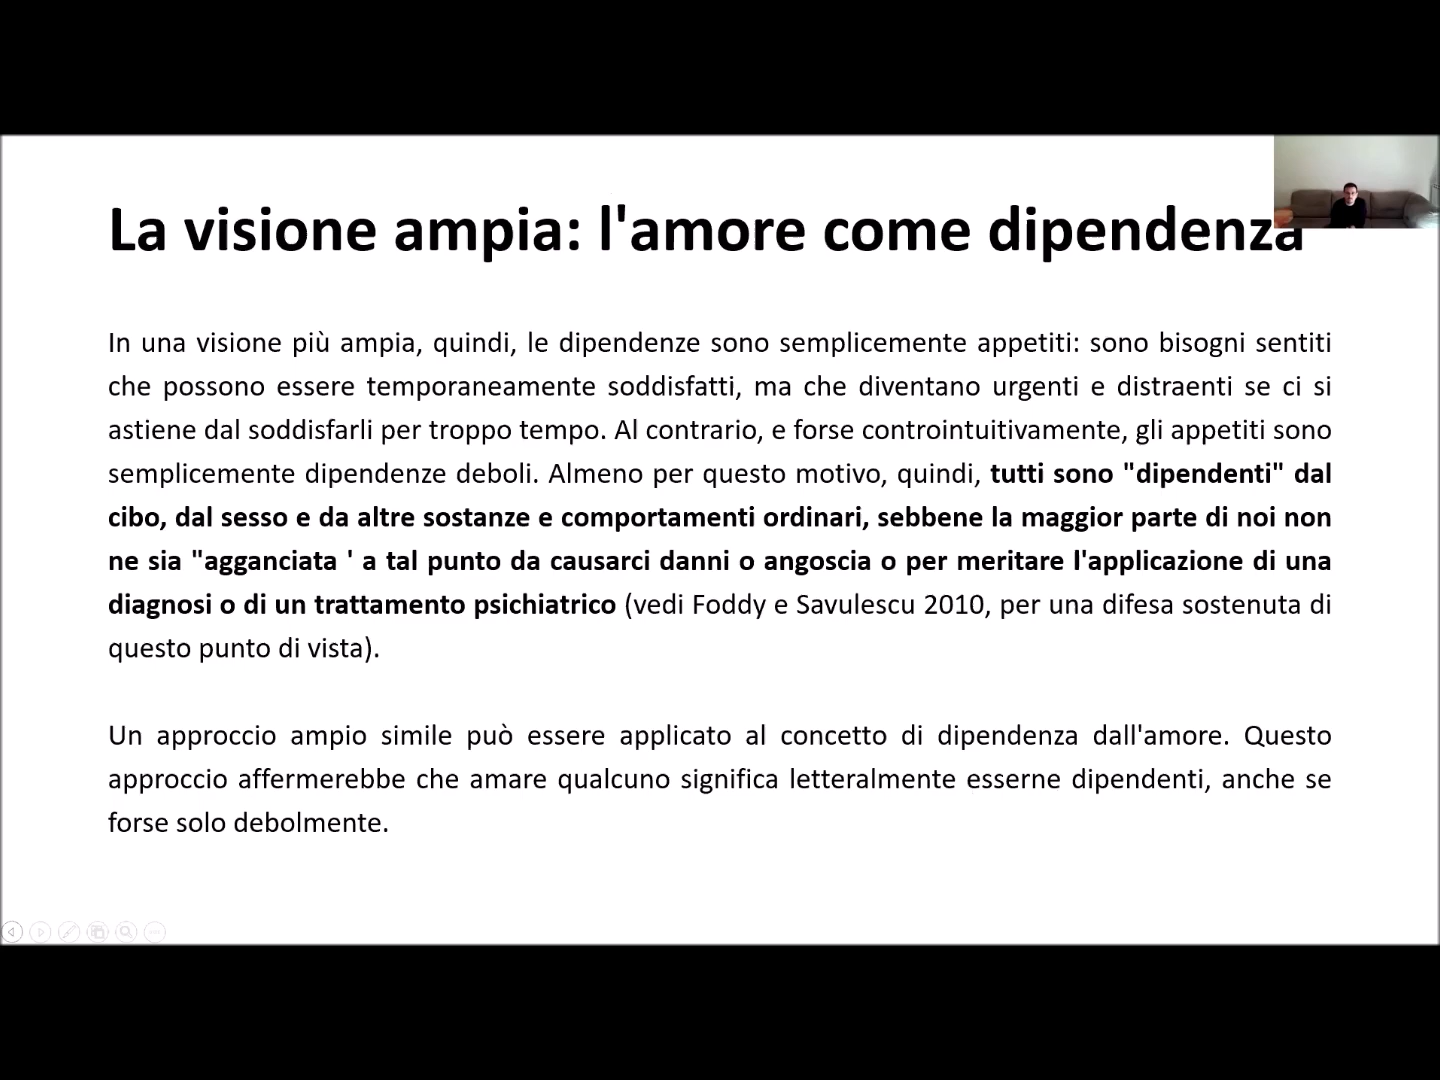 La visione ampia: l'amore come dipendenza
In una visione più ampia, quindi, le dipendenze sono semplicemente appetiti: sono bisogni sentiti
che possono essere temporaneamente soddisfatti, ma che diventano urgenti e distraenti se ci si
astiene dal soddisfarli per troppo tempo. Al contrario, e forse controintuitivamente, gli appetiti sono
semplicemente dipendenze deboli. Almeno per questo motivo, quindi, tutti sono "dipendenti" dal
cibo, dal sesso e da altre sostanze e comportamenti ordinari, sebbene la maggior parte di noi non
ne sia "agganciata ' a tal punto da causarci danni o angoscia o per meritare l'applicazione di una
diagnosi o di un trattamento psichiatrico (vedi Foddy e Savulescu 2010, per una difesa sostenuta di
questo punto di vista).
Un approccio ampio simile può essere applicato al concetto di dipendenza dall'amore. Questo
approccio affermerebbe che amare qualcuno significa letteralmente esserne dipendenti, anche se
forse solo debolmente.